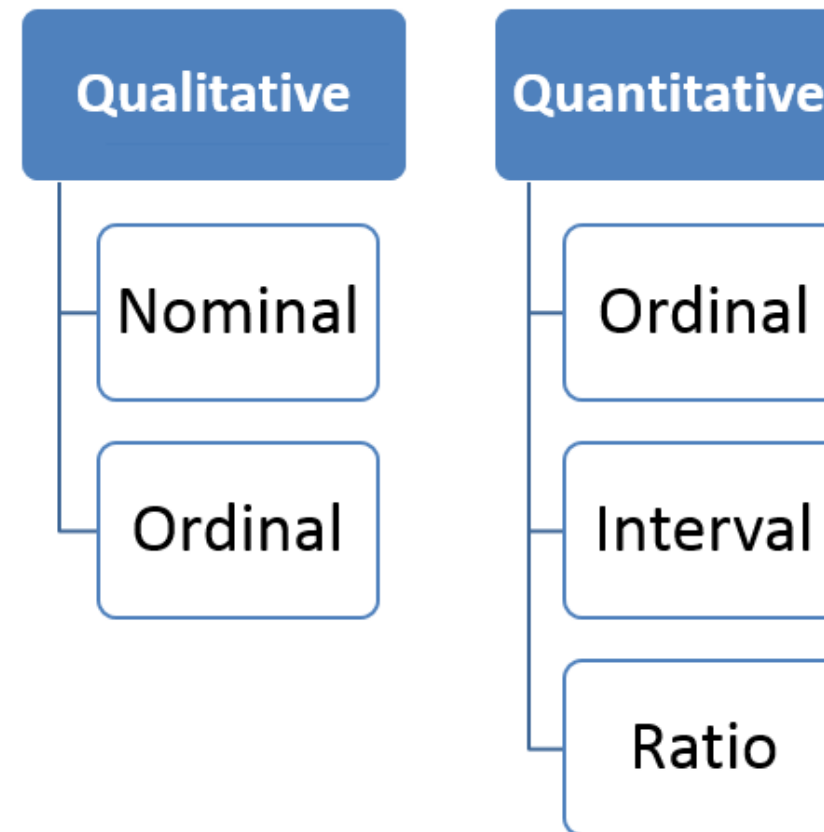 Qualitative
Nominal
Ordinal
Quantitative
Ordinal
Interval
Ratio